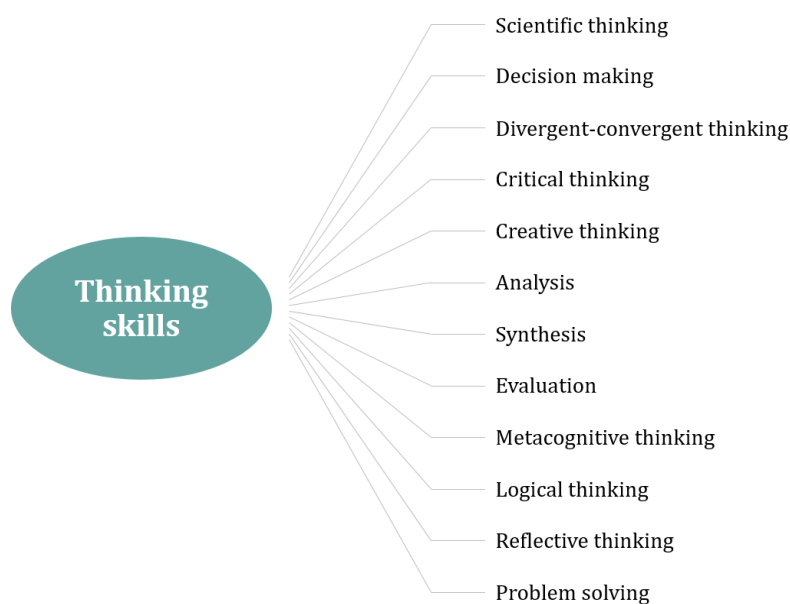 Thinking
skills
Scientific thinking
Decision making
Divergent-convergent thinking
Critical thinking
Creative thinking
Analysis
Synthesis
Evaluation
Metacognitive thinking
Logical thinking
Reflective thinking
Problem solving